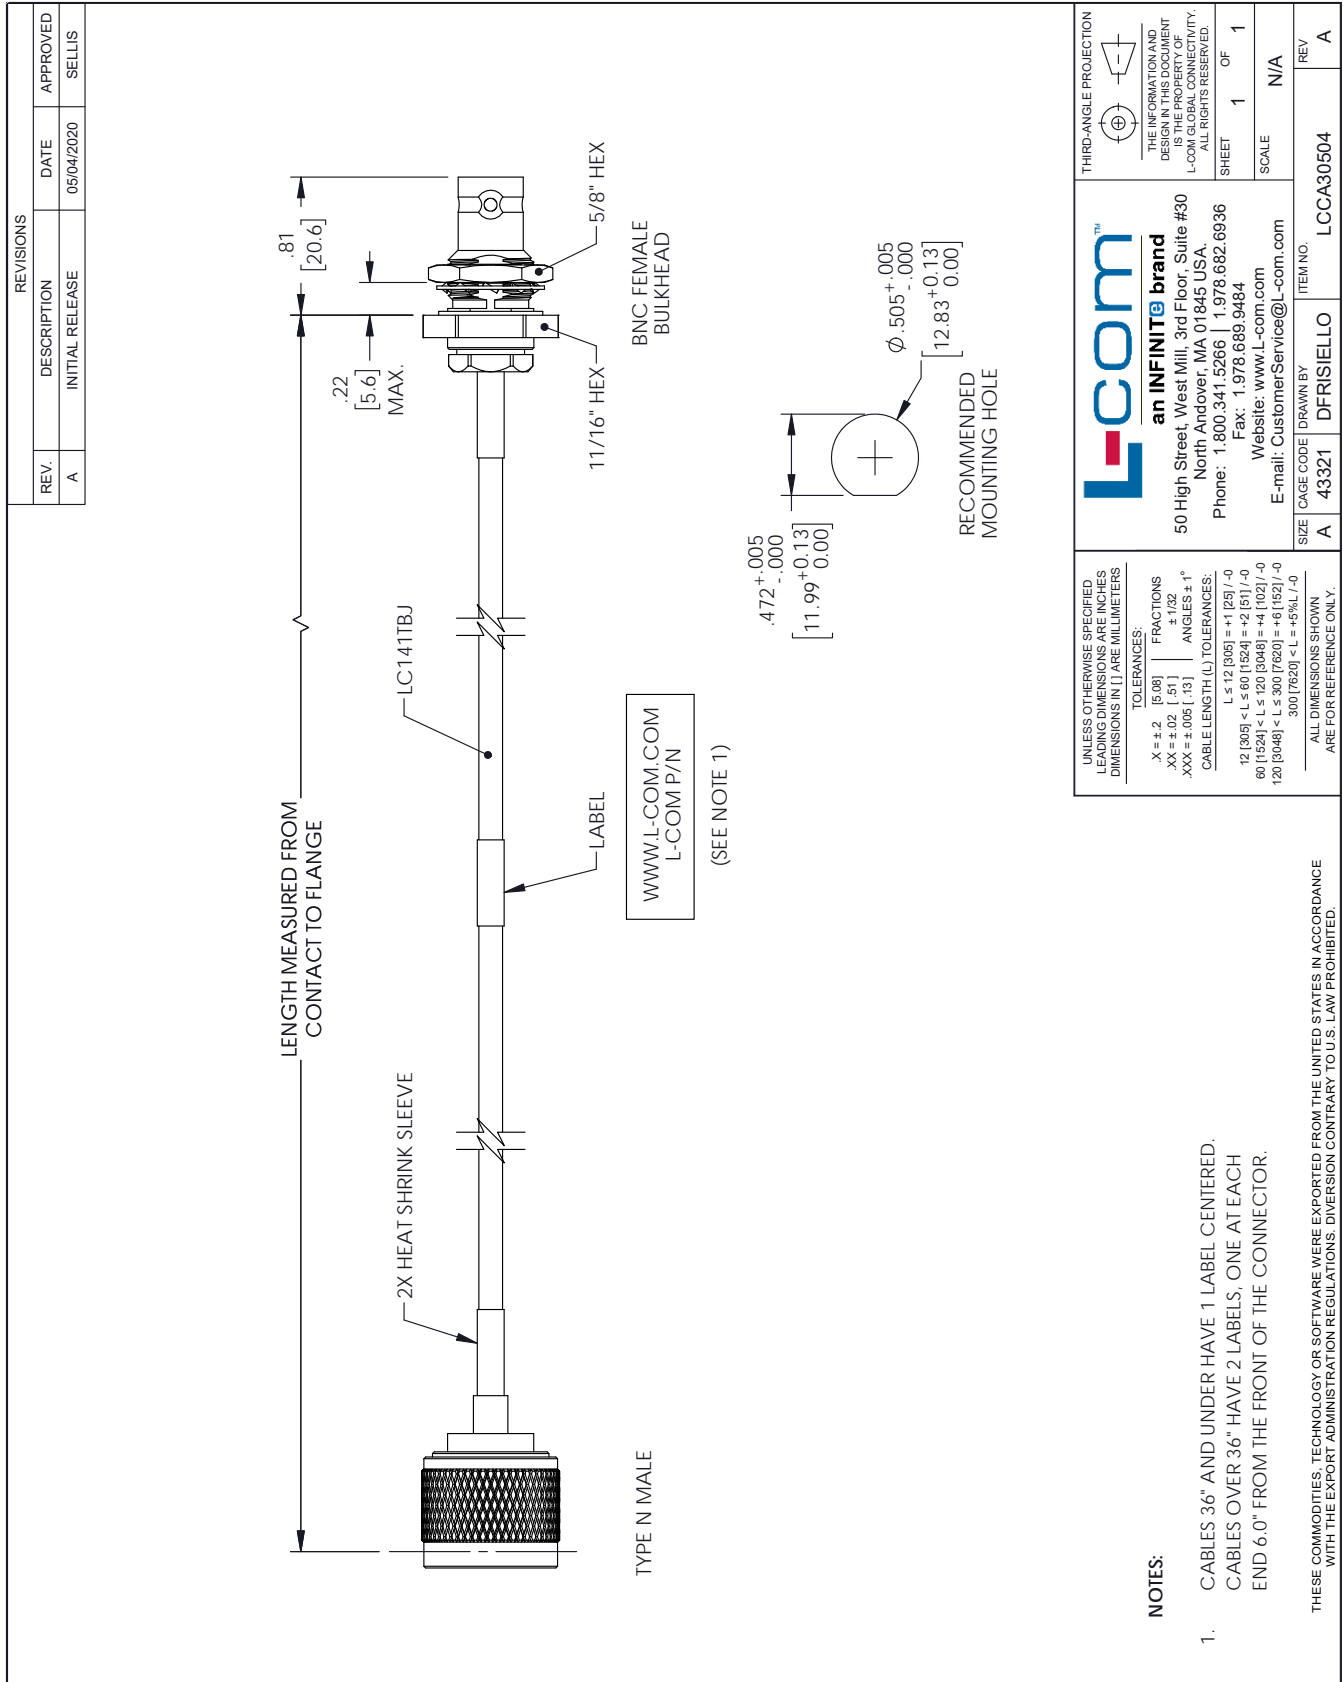 REVISIONS
REV. DESCRIPTION DATE APPROVED
A INITIAL RELEASE 05/04/2020 SELLIS
LENGTH MEASURED FROM
CONTACT TO FLANGE
.81
[20.6]
.22
[5.6]
MAX.
2X HEAT SHRINK SLEEVE
LC141TBJ
LABEL
11/16" HEX
5/8" HEX
TYPE N MALE
BNC FEMALE
BULKHEAD
WWW.L-COM.COM
L-COM P/N
(SEE NOTE 1)
.472 +.005
-.000
[11.99 +0.13]
0.00
Ø.505 +.005
-.000
[12.83 +0.13]
0.00
RECOMMENDED
MOUNTING HOLE
NOTES:
1. CABLES 36" AND UNDER HAVE 1 LABEL CENTERED.
CABLES OVER 36" HAVE 2 LABELS, ONE AT EACH
END 6.0" FROM THE FRONT OF THE CONNECTOR.
THESE COMMODITIES, TECHNOLOGY OR SOFTWARE WERE EXPORTED FROM THE UNITED STATES IN ACCORDANCE
WITH THE EXPORT ADMINISTRATION REGULATIONS. DIVERSION CONTRARY TO U.S. LAW PROHIBITED.
UNLESS OTHERWISE SPECIFIED
LEADING DIMENSIONS ARE INCHES
DIMENSIONS IN [ ] ARE MILLIMETERS
TOLERANCES:
.X = ± .2 [5.08] FRACTIONS
.XX = ± .02 [ .51 ] ± 1/32
.XXX = ± .005 [ .13 ] ANGLES ± 1°
CABLE LENGTH (L) TOLERANCES:
L ≤ 12 [305] = +1 [25] / -0
12 [305] < L ≤ 60 [1524] = +2 [51] / -0
60 [1524] < L ≤ 120 [3048] = +4 [102] / -0
120 [3048] < L ≤ 300 [7620] = +6 [152] / -0
300 [7620] < L = +5%L / -0
ALL DIMENSIONS SHOWN
ARE FOR REFERENCE ONLY.
L-com™
an INFINIT@ brand
50 High Street, West Mill, 3rd Floor, Suite #30
North Andover, MA 01845 USA.
Phone: 1.800.341.5266 | 1.978.682.6936
Fax: 1.978.689.9484
Website: www.L-com.com
E-mail: CustomerService@L-com.com
THIRD-ANGLE PROJECTION
THE INFORMATION AND
DESIGN IN THIS DOCUMENT
IS THE PROPERTY OF
L-COM GLOBAL CONNECTIVITY.
ALL RIGHTS RESERVED.
SHEET 1 OF 1
SCALE N/A
SIZE A
CAGE CODE 43321
DRAWN BY DFRISIELLO
ITEM NO. LCCA30504
REV A